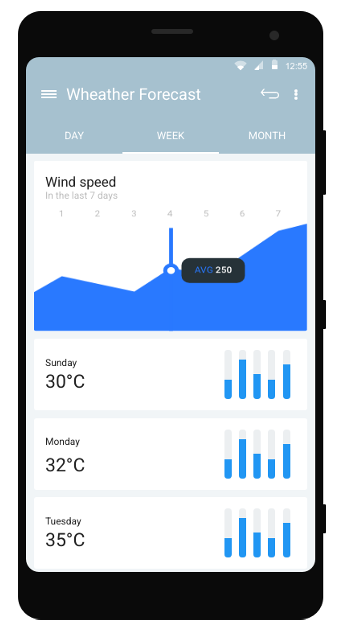 12:55
Wheather Forecast
DAY WEEK MONTH
Wind speed
In the last 7 days
1 2 3 4 5 6 7
AVG 250
Sunday
30°C
Monday
32°C
Tuesday
35°C